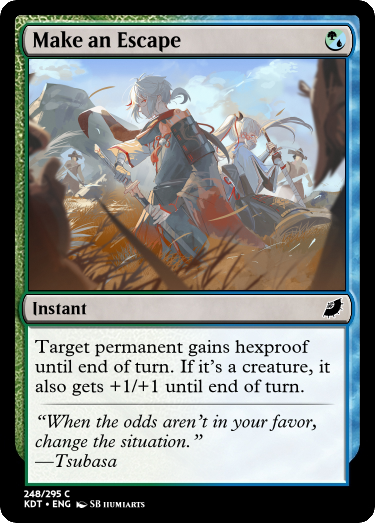 Make an Escape
Instant
Target permanent gains hexproof
until end of turn. If it's a creature, it
also gets +1/+1 until end of turn.
“When the odds aren't in your favor,
change the situation.”
—Tsubasa
248/295 C
KDT • ENG SB HUMIARTS